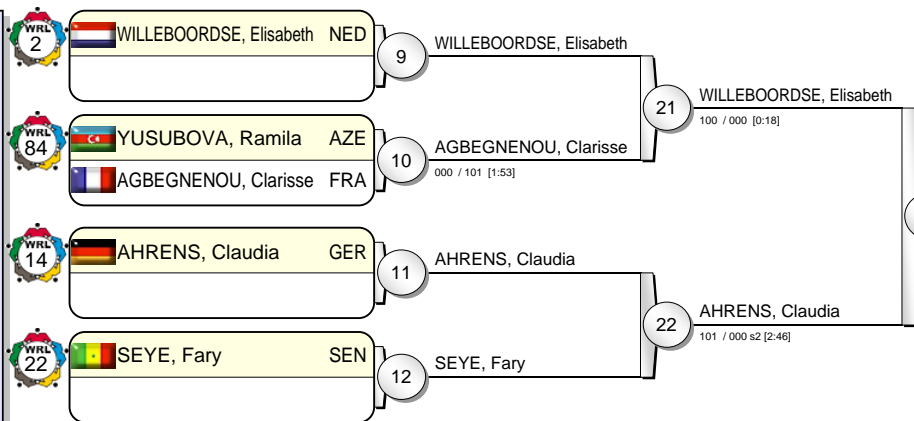 WRL
2
WILLEBOORDSE, Elisabeth NED
9
WILLEBOORDSE, Elisabeth
21
WILLEBOORDSE, Elisabeth
100 / 000 [0:18]
WRL
84
YUSUBOVA, Ramila AZE
AGBEGNENOU, Clarisse FRA
10
AGBEGNENOU, Clarisse
000 / 101 [1:53]
WRL
14
AHRENS, Claudia GER
11
AHRENS, Claudia
22
AHRENS, Claudia
101 / 000 s2 [2:46]
WRL
22
SEYE, Fary SEN
12
SEYE, Fary